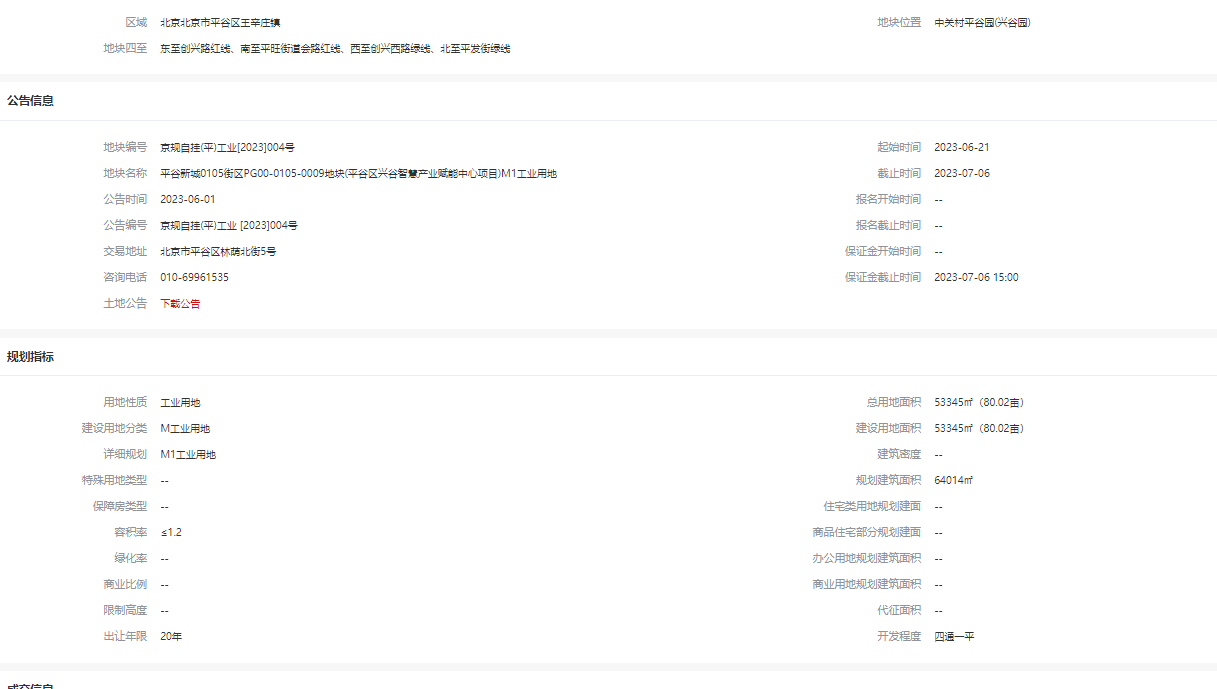 区域 北京北京市平谷区王辛庄镇 地块位置 中关村平谷园(兴谷园)
地块四至 东至创兴路红线、南至平旺街道会路红线、西至创兴西路绿线、北至平发街绿线
公告信息
地块编号 京规自挂(平)工业[2023]004号 起始时间 2023-06-21
地块名称 平谷新城0105街区PG00-0105-0009地块(平谷区兴谷智慧产业赋能中心项目)M1工业用地 截止时间 2023-07-06
公告时间 2023-06-01 报名开始时间 --
公告编号 京规自挂(平)工业 [2023]004号 报名截止时间 --
交易地址 北京市平谷区林荫北街5号 保证金开始时间 --
咨询电话 010-69961535 保证金截止时间 2023-07-06 15:00
土地公告 下载公告
规划指标
用地性质 工业用地 总用地面积 53345㎡（80.02亩）
建设用地分类 M工业用地 建设用地面积 53345㎡（80.02亩）
详细规划 M1工业用地 建筑密度 --
特殊用地类型 -- 规划建筑面积 64014㎡
保障房类型 -- 住宅类用地规划建面 --
容积率 ≤1.2 商品住宅部分规划建面 --
绿化率 -- 办公用地规划建筑面积 --
商业比例 -- 商业用地规划建筑面积 --
限制高度 -- 代征面积 --
出让年限 20年 开发程度 四通一平
成交信息